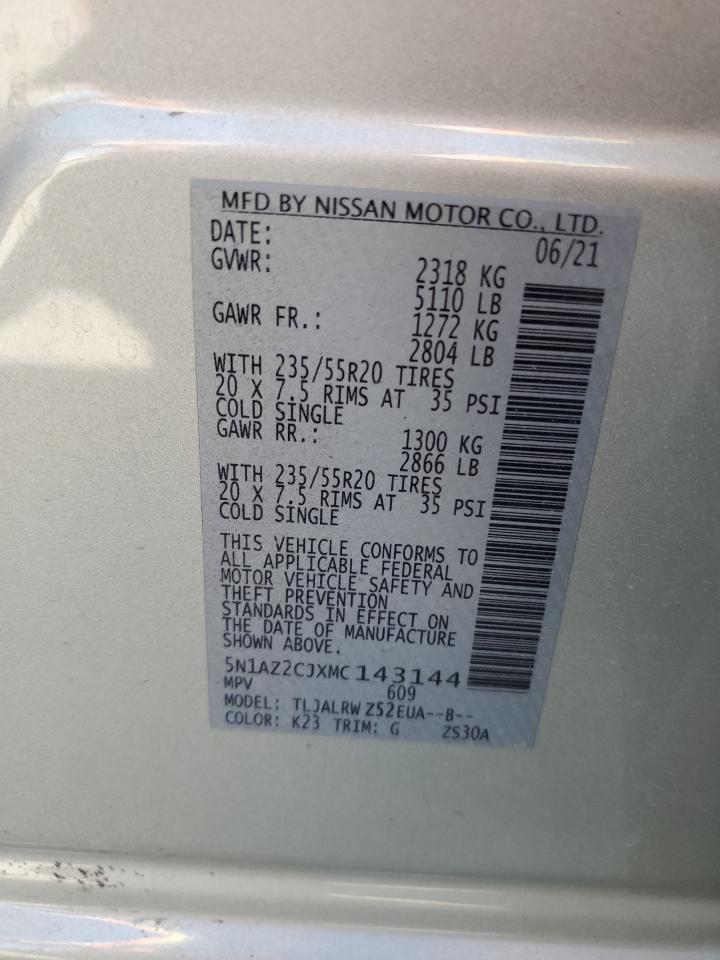 MFD BY NISSAN MOTOR CO., LTD.
DATE: 06/21
GVWR: 2318 KG
5110 LB
GAWR FR.: 1272 KG
2804 LB
WITH 235/55R20 TIRES
20 X 7.5 RIMS AT 35 PSI
COLD SINGLE
GAWR RR.: 1300 KG
2866 LB
WITH 235/55R20 TIRES
20 X 7.5 RIMS AT 35 PSI
COLD SINGLE
THIS VEHICLE CONFORMS TO
ALL APPLICABLE FEDERAL
MOTOR VEHICLE SAFETY AND
THEFT PREVENTION
STANDARDS IN EFFECT ON
THE DATE OF MANUFACTURE
SHOWN ABOVE.
5N1AZ2CJXMC143144
MPV 609
MODEL: TLJALRW Z52EUA--B--
COLOR: K23 TRIM: G ZS30A